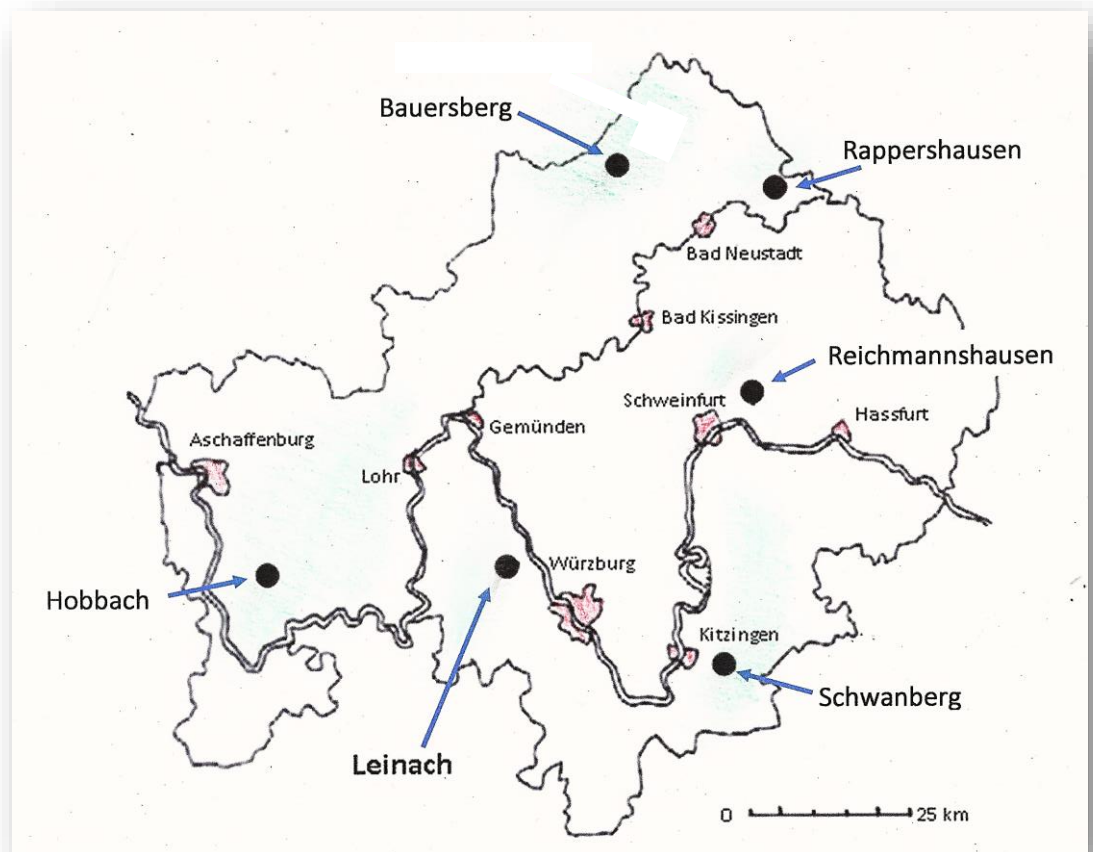 Bauersberg
Rappershausen
Bad Neustadt
Bad Kissingen
Reichmannshausen
Schweinfurt
Hassfurt
Gemünden
Aschaffenburg
Lohr
Würzburg
Hobbach
Kitzingen
Schwanberg
Leinach
0 25 km